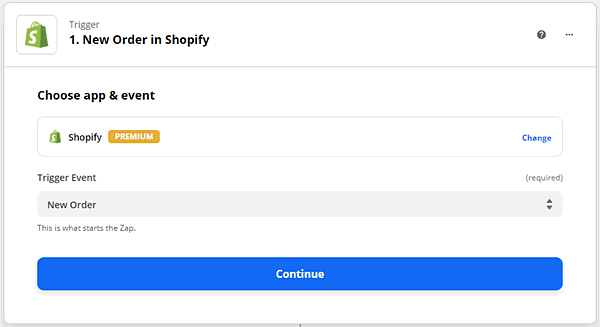 Trigger
1. New Order in Shopify
Choose app & event
Shopify PREMIUM Change
Trigger Event (required)
New Order
This is what starts the Zap.
Continue